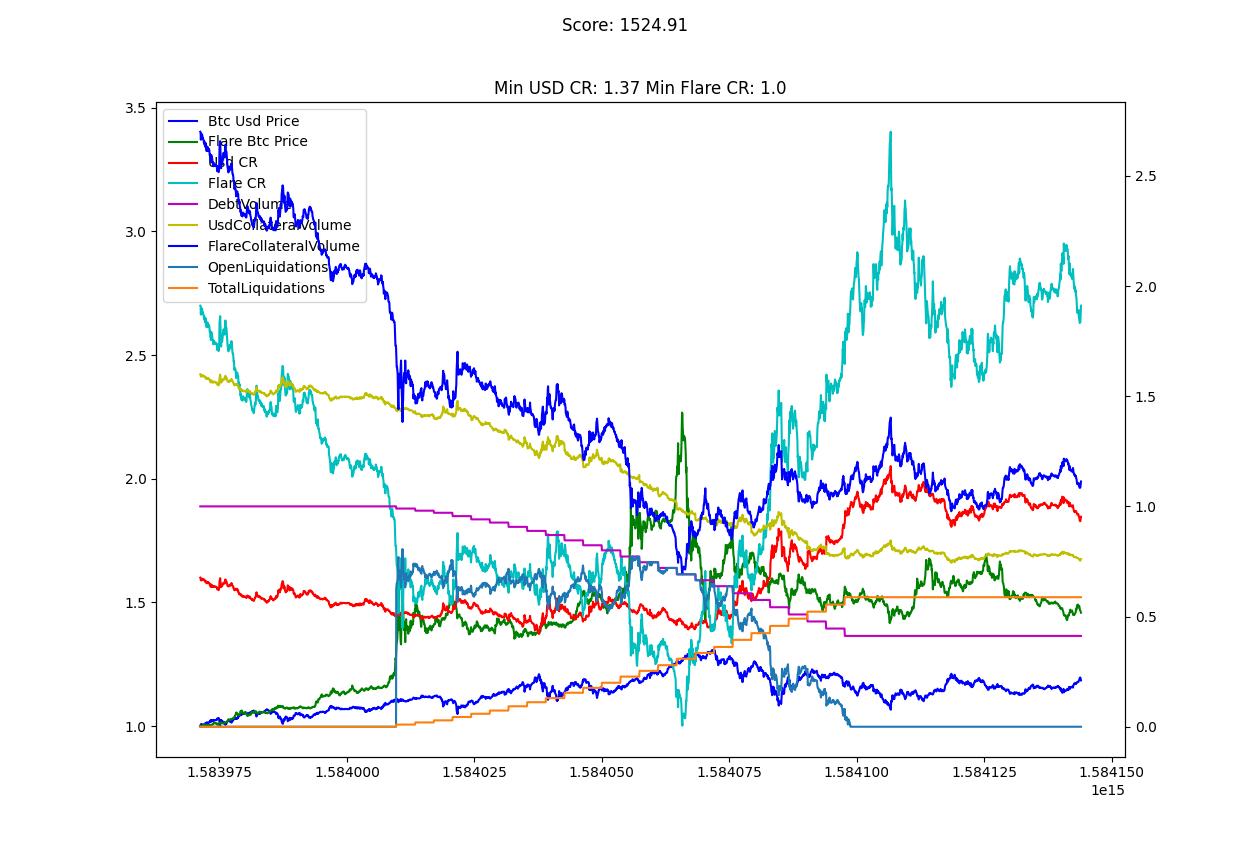 Score: 1524.91
Min USD CR: 1.37 Min Flare CR: 1.0
3.5
3.0
2.5
2.0
1.5
1.0
Btc Usd Price
Flare Btc Price
Usd CR
Flare CR
DebtVolume
UsdCollateralVolume
FlareCollateralVolume
OpenLiquidations
TotalLiquidations
2.5
2.0
1.5
1.0
0.5
0.0
1.583975 1.584000 1.584025 1.584050 1.584075 1.584100 1.584125 1.584150
1e15